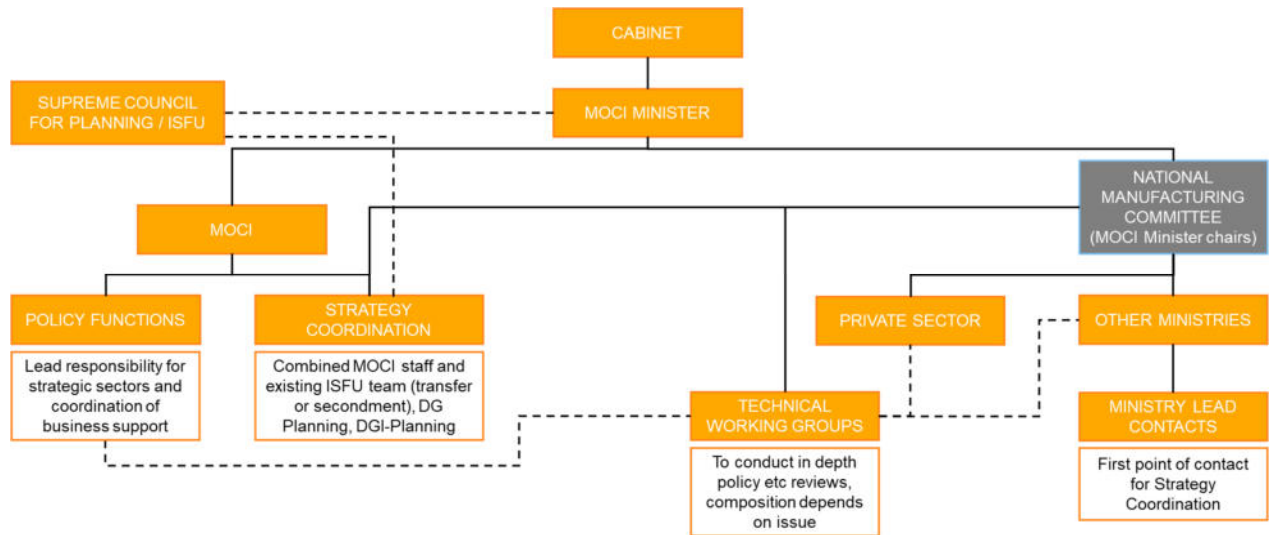 CABINET
SUPREME COUNCIL
FOR PLANNING / ISFU
MOCI MINISTER
NATIONAL
MANUFACTURING
COMMITTEE
(MOCI Minister chairs)
MOCI
POLICY FUNCTIONS
Lead responsibility for
strategic sectors and
coordination of
business support
STRATEGY
COORDINATION
Combined MOCI staff and
existing ISFU team (transfer
or secondment), DG
Planning, DGI-Planning
PRIVATE SECTOR
OTHER MINISTRIES
TECHNICAL
WORKING GROUPS
To conduct in depth
policy etc reviews,
composition depends
on issue
MINISTRY LEAD
CONTACTS
First point of contact
for Strategy
Coordination